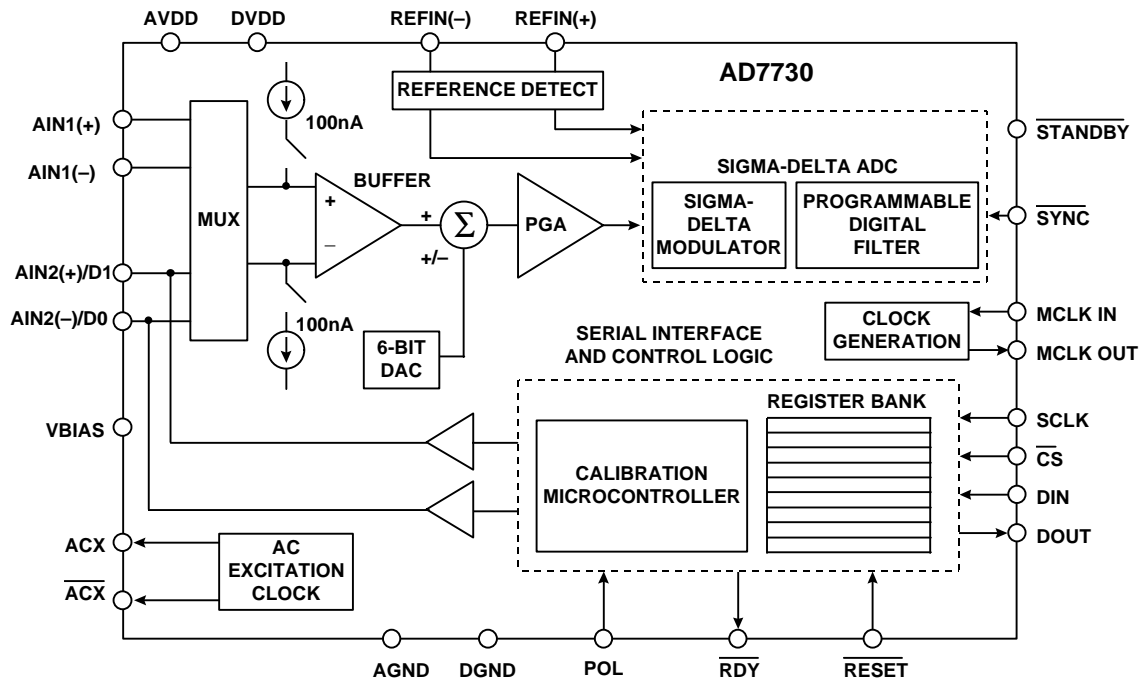 AVDD
DVDD
REFIN(–)
REFIN(+)
AD7730
REFERENCE DETECT
AIN1(+)
100nA
STANDBY
AIN1(–)
BUFFER
SIGMA-DELTA ADC
MUX
+
–
+
+/–
Σ
PGA
SIGMA-
DELTA
MODULATOR
PROGRAMMABLE
DIGITAL
FILTER
SYNC
AIN2(+)/D1
AIN2(–)/D0
100nA
6-BIT
DAC
SERIAL INTERFACE
AND CONTROL LOGIC
CLOCK
GENERATION
MCLK IN
MCLK OUT
REGISTER BANK
VBIAS
SCLK
CS
CALIBRATION
MICROCONTROLLER
DIN
DOUT
ACX
ACX
AC
EXCITATION
CLOCK
AGND
DGND
POL
RDY
RESET